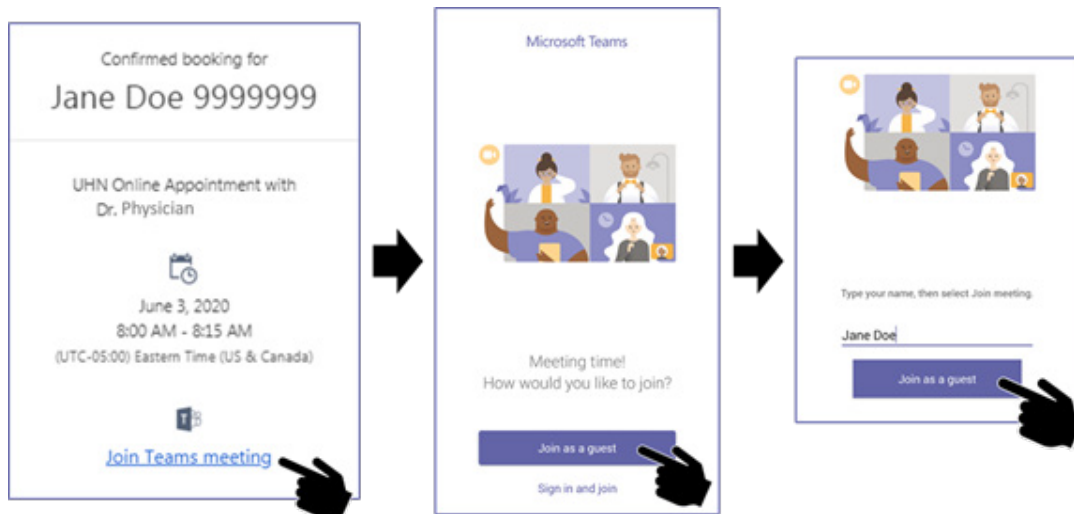 Confirmed booking for
Jane Doe 9999999
UHN Online Appointment with
Dr. Physician
June 3, 2020
8:00 AM - 8:15 AM
(UTC-05:00) Eastern Time (US & Canada)
Join Teams meeting
Microsoft Teams
Meeting time!
How would you like to join?
Join as a guest
Sign in and join
Type your name, then select Join meeting.
Jane Doe
Join as a guest